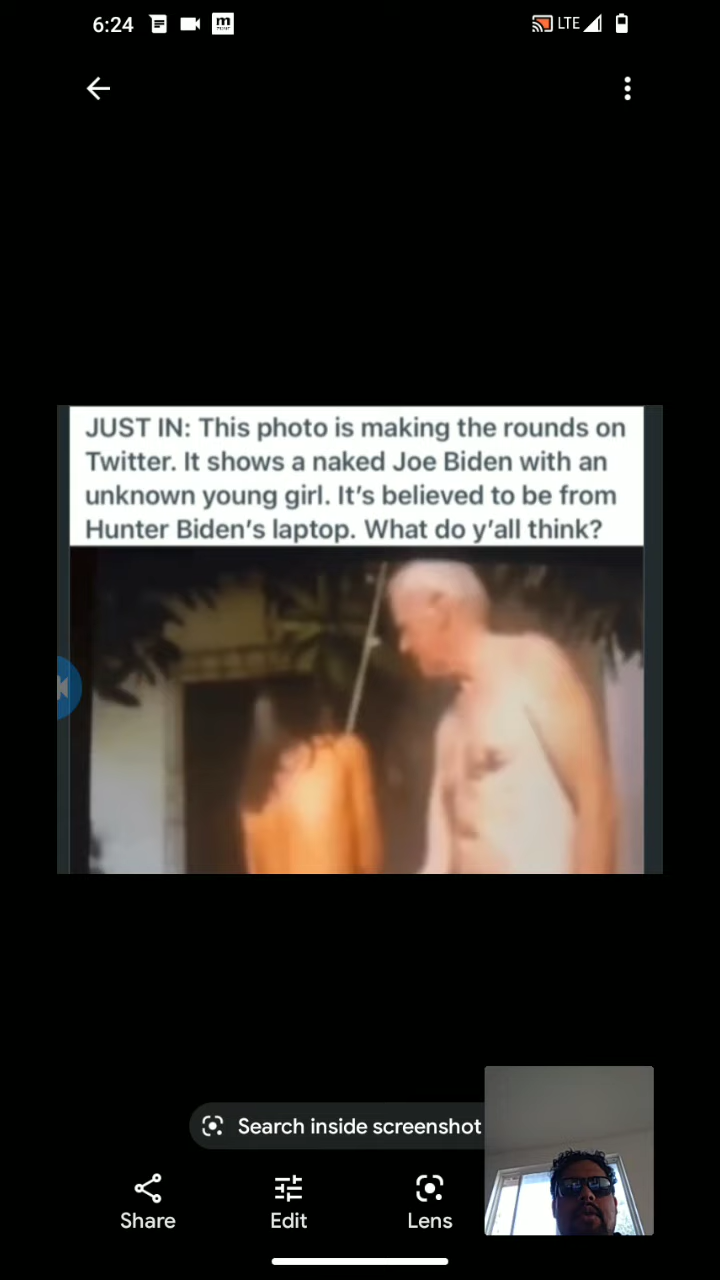 6:24
LTE
JUST IN: This photo is making the rounds on
Twitter. It shows a naked Joe Biden with an
unknown young girl. It's believed to be from
Hunter Biden's laptop. What do y'all think?
Search inside screenshot
Share
Edit
Lens